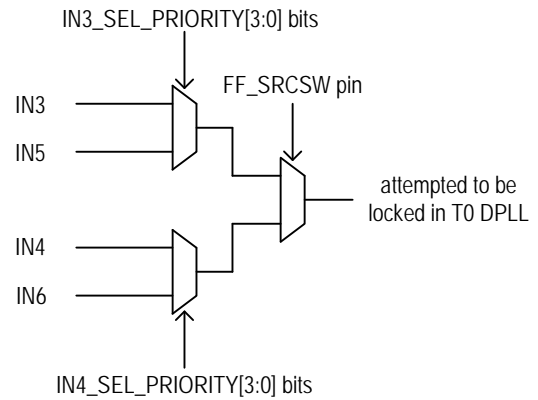 IN3_SEL_PRIORITY[3:0] bits
FF_SRCSW pin
IN3
IN5
attempted to be
locked in T0 DPLL
IN4
IN6
IN4_SEL_PRIORITY[3:0] bits